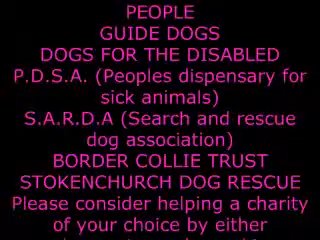 PEOPLE
GUIDE DOGS
DOGS FOR THE DISABLED
P.D.S.A. (Peoples dispensary for
sick animals)
S.A.R.D.A (Search and rescue
dog association)
BORDER COLLIE TRUST
STOKENCHURCH DOG RESCUE
Please consider helping a charity
of your choice by either